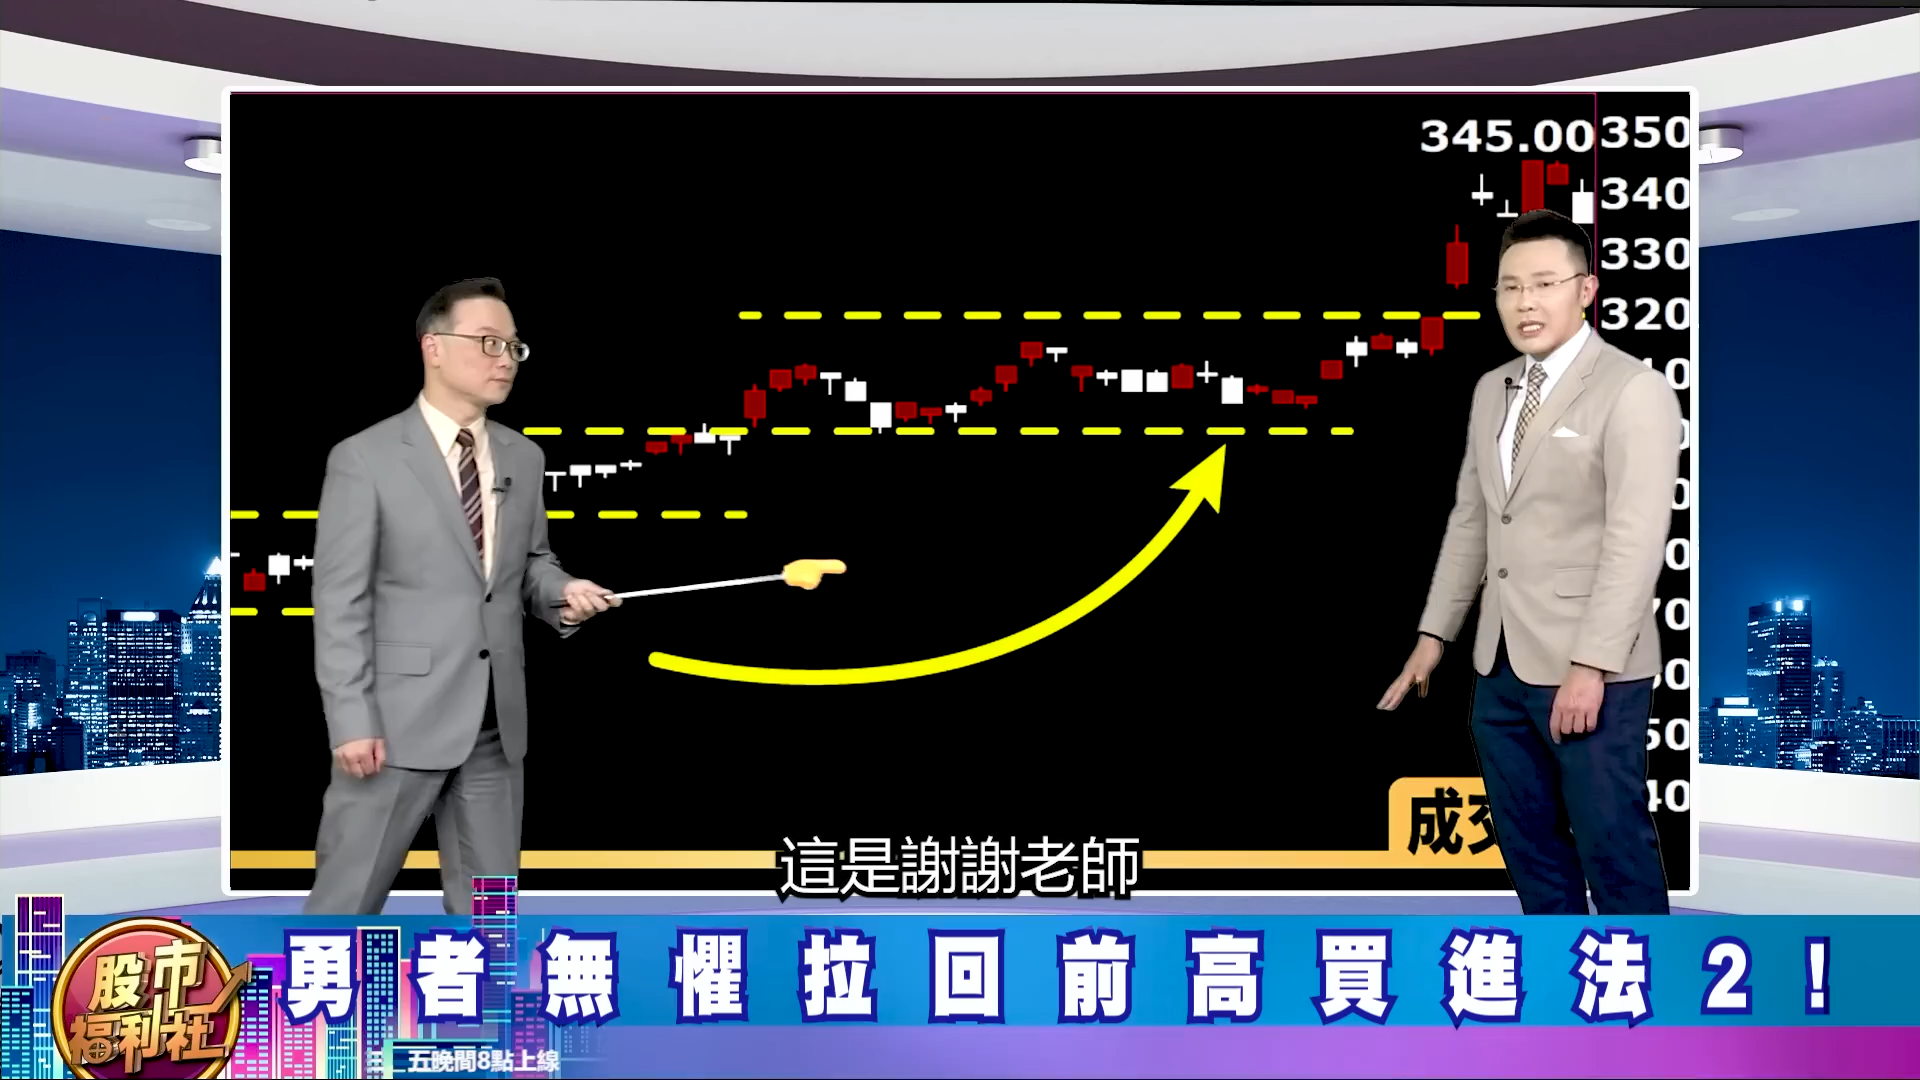 345.00
350
340
330
320
成交
這是謝謝老師
勇者無懼拉回前高買進法2!
股市
福利社
三、五晚間8點上線